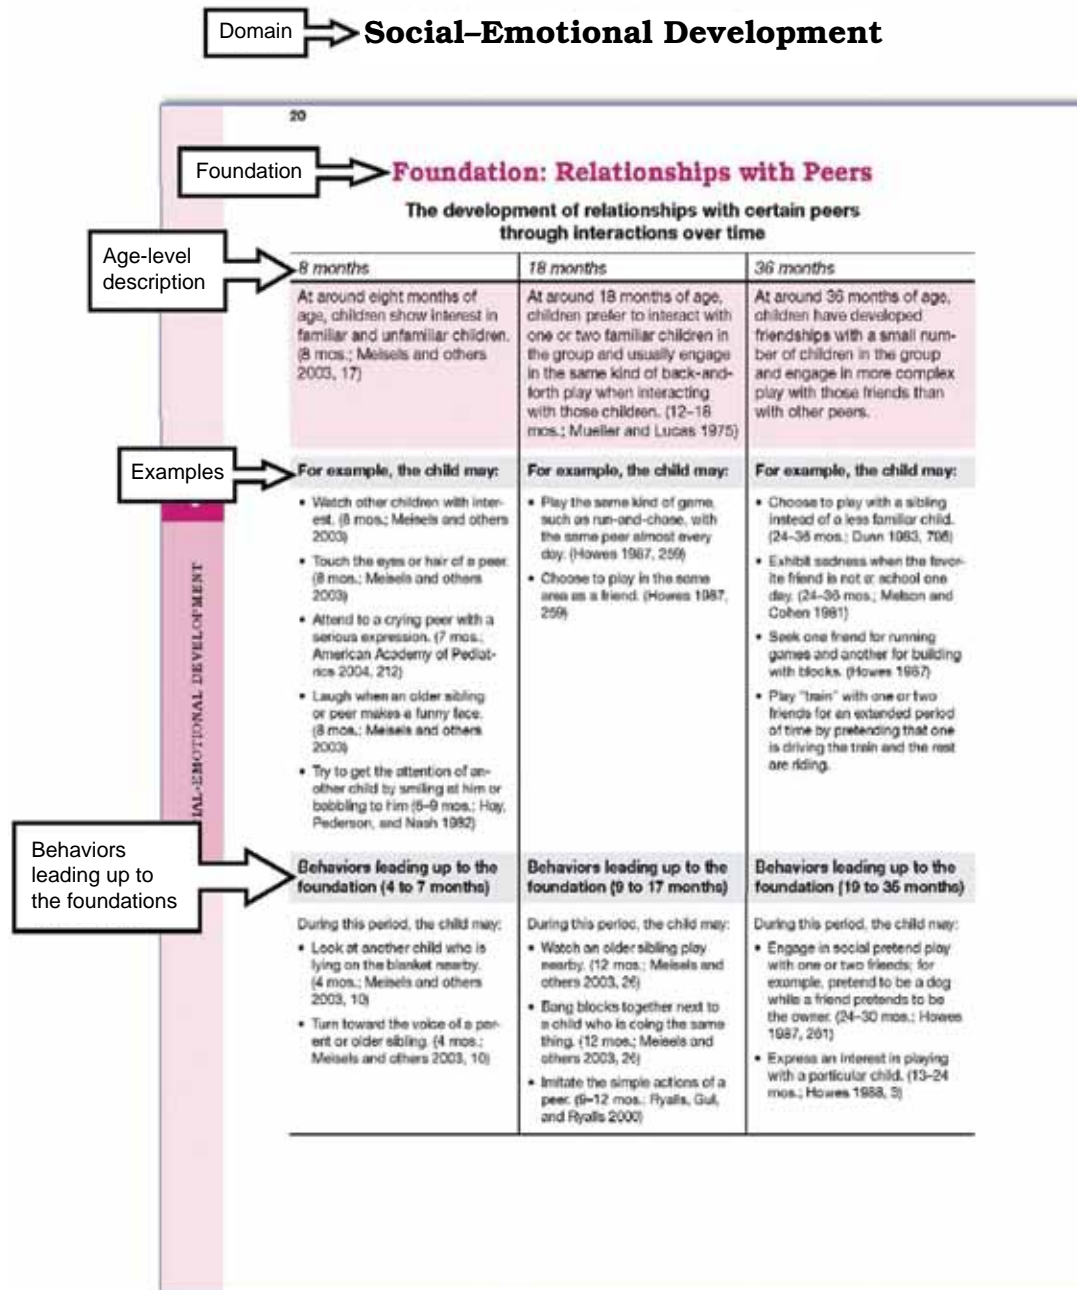 Domain
Social–Emotional Development
20
Foundation
Foundation: Relationships with Peers
The development of relationships with certain peers
through interactions over time
Age-level
description
8 months
At around eight months of
age, children show interest in
familiar and unfamiliar children.
(8 mos.; Meisels and others
2003, 17)
18 months
At around 18 months of age,
children prefer to interact with
one or two familiar children in
the group and usually engage
in the same kind of back-and-
forth play when interacting
with those children. (12–18
mos.; Mueller and Lucas 1975)
36 months
At around 36 months of age,
children have developed
friendships with a small num-
ber of children in the group
and engage in more complex
play with those friends than
with other peers.
Examples
For example, the child may:
• Watch other children with inter-
est. (8 mos.; Meisels and others
2003)
• Touch the eyes or hair of a peer.
(8 mos.; Meisels and others
2003)
• Attend to a crying peer with a
serious expression. (7 mos.;
American Academy of Pediat-
rics 2004, 212)
• Laugh when an older sibling
or peer makes a funny face.
(8 mos.; Meisels and others
2003)
• Try to get the attention of an-
other child by smiling at him or
babbling to him (6–9 mos.; Hay,
Pederson, and Nash 1982)
For example, the child may:
• Play the same kind of game,
such as run-and-chase, with
the same peer almost every
day. (Howes 1987, 259)
• Choose to play in the same
area as a friend. (Howes 1987,
259)
For example, the child may:
• Choose to play with a sibling
instead of a less familiar child.
(24–36 mos.; Dunn 1983,
• Exhibit sadness when the favor-
ite friend is not at school one
day. (24–36 mos.; Melson and
Cohen 1981)
• Seek one friend for running
games and another for building
with blocks. (Howes 1987)
• Play "train" with one or two
friends for an extended period
of time by pretending that one
is driving the train and the rest
are riding.
IAL-EMOTIONAL DEVELOPMENT
Behaviors
leading up to
the foundations
Behaviors leading up to the
foundation (4 to 7 months)
During this period, the child may:
• Look at another child who is
lying on the blanket nearby.
(4 mos.; Meisels and others
2003, 10)
• Turn toward the voice of a par-
ent or older sibling. (4 mos.;
Meisels and others 2003, 10)
Behaviors leading up to the
foundation (9 to 17 months)
During this period, the child may:
• Watch an older sibling play
nearby. (12 mos.; Meisels and
others 2003, 26)
• Bang blocks together next to
a child who is doing the same
thing. (12 mos.; Meisels and
others 2003, 26)
• Imitate the simple actions of a
peer. (9–12 mos.; Ryalls, Gul,
and Ryalls 2000)
Behaviors leading up to the
foundation (19 to 35 months)
During this period, the child may:
• Engage in social pretend play
with one or two friends; for
example, pretend to be a dog
while a friend pretends to be
the owner. (24–30 mos.; Howes
1987, 261)
• Express an interest in playing
with a particular child. (13–24
mos.; Howes 1988, 3)